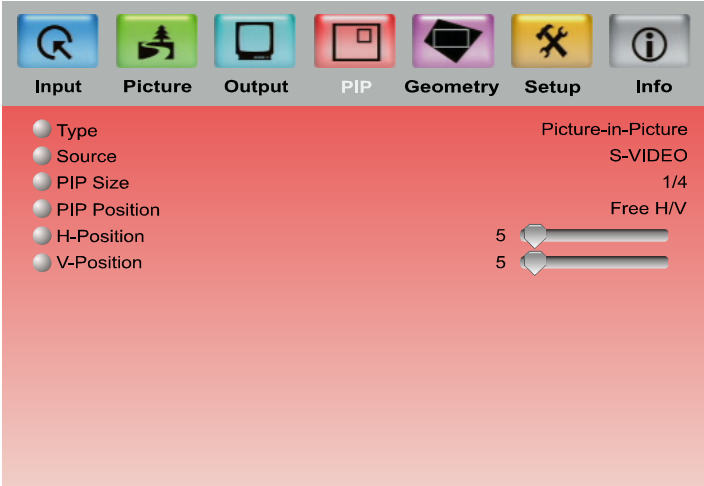 Input Picture Output PIP Geometry Setup Info
Type Picture-in-Picture
Source S-VIDEO
PIP Size 1/4
PIP Position Free H/V
H-Position 5
V-Position 5